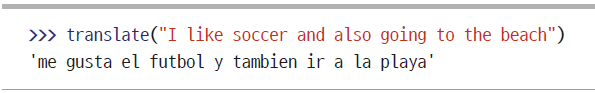 >>> translate("I like soccer and also going to the beach")
'me gusta el futbol y tambien ir a la playa'